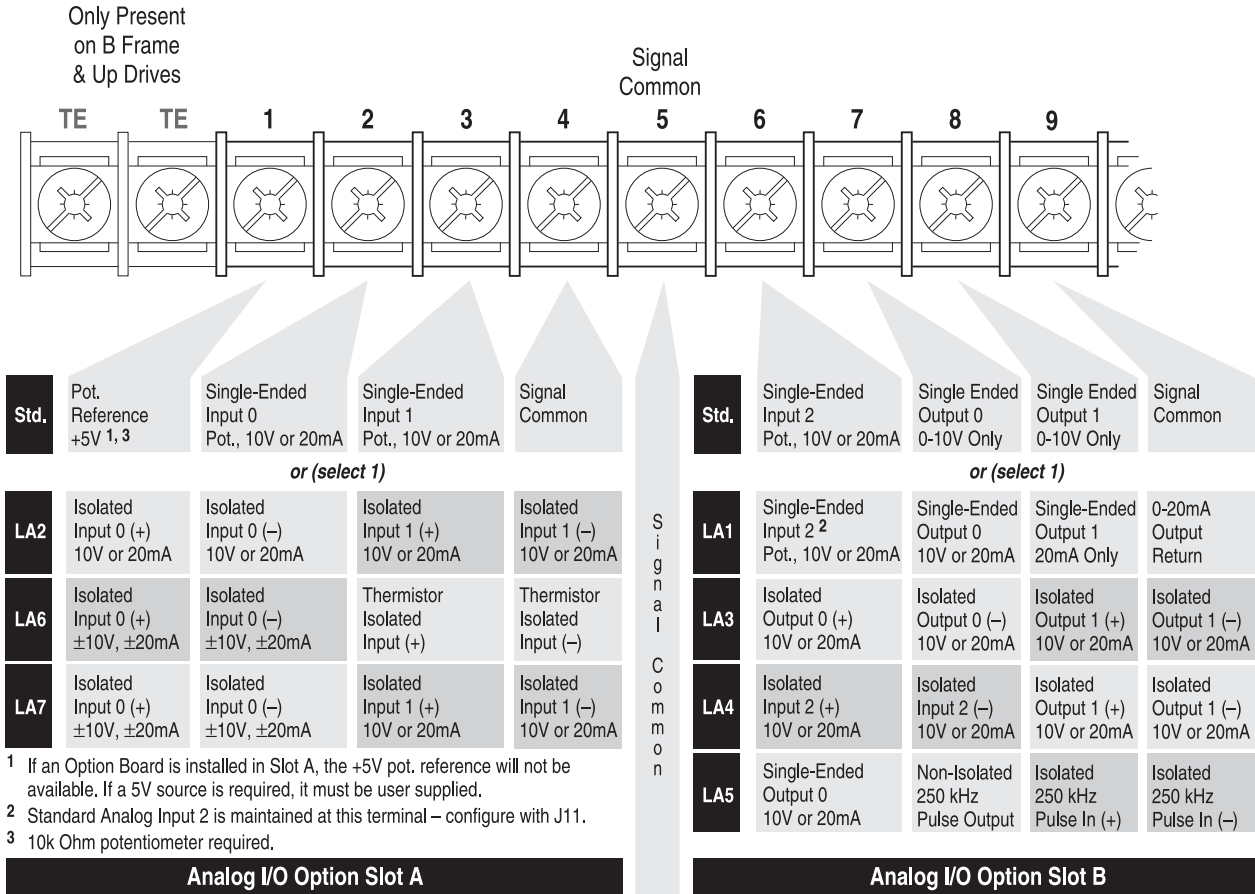 Only Present
on B Frame
& Up Drives
Signal
Common
TE TE 1 2 3 4 5 6 7 8 9
Std.
Pot.
Reference
+5V 1, 3
Single-Ended
Input 0
Pot., 10V or 20mA
Single-Ended
Input 1
Pot., 10V or 20mA
Signal
Common
or (select 1)
LA2
Isolated
Input 0 (+)
10V or 20mA
Isolated
Input 0 (–)
10V or 20mA
Isolated
Input 1 (+)
10V or 20mA
Isolated
Input 1 (–)
10V or 20mA
LA6
Isolated
Input 0 (+)
±10V, ±20mA
Isolated
Input 0 (–)
±10V, ±20mA
Thermistor
Isolated
Input (+)
Thermistor
Isolated
Input (–)
LA7
Isolated
Input 0 (+)
±10V, ±20mA
Isolated
Input 0 (–)
±10V, ±20mA
Isolated
Input 1 (+)
10V or 20mA
Isolated
Input 1 (–)
10V or 20mA
1 If an Option Board is installed in Slot A, the +5V pot. reference will not be
available. If a 5V source is required, it must be user supplied.
2 Standard Analog Input 2 is maintained at this terminal – configure with J11.
3 10k Ohm potentiometer required.
Analog I/O Option Slot A
Signal Common
Std.
Single-Ended
Input 2
Pot., 10V or 20mA
Single Ended
Output 0
0-10V Only
Single Ended
Output 1
0-10V Only
Signal
Common
or (select 1)
LA1
Single-Ended
Input 2 2
Pot., 10V or 20mA
Single-Ended
Output 0
10V or 20mA
Single-Ended
Output 1
20mA Only
0-20mA
Output
Return
LA3
Isolated
Output 0 (+)
10V or 20mA
Isolated
Output 0 (–)
10V or 20mA
Isolated
Output 1 (+)
10V or 20mA
Isolated
Output 1 (–)
10V or 20mA
LA4
Isolated
Input 2 (+)
10V or 20mA
Isolated
Input 2 (–)
10V or 20mA
Isolated
Output 1 (+)
10V or 20mA
Isolated
Output 1 (–)
10V or 20mA
LA5
Single-Ended
Output 0
10V or 20mA
Non-Isolated
250 kHz
Pulse Output
Isolated
250 kHz
Pulse In (+)
Isolated
250 kHz
Pulse In (–)
Analog I/O Option Slot B